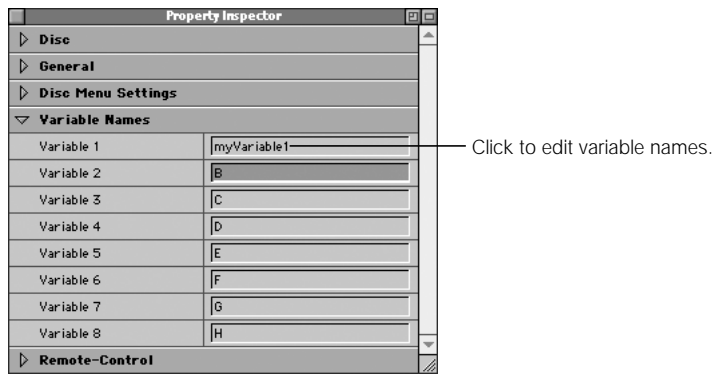 Property Inspector
Disc
General
Disc Menu Settings
Variable Names
Variable 1 myVariable1
Click to edit variable names.
Variable 2 B
Variable 3 C
Variable 4 D
Variable 5 E
Variable 6 F
Variable 7 G
Variable 8 H
Remote-Control